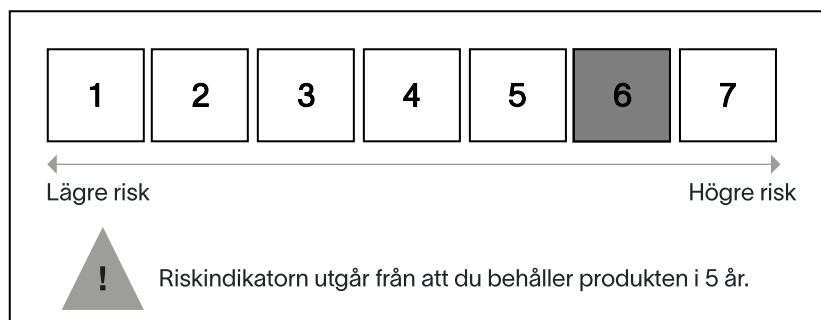 1 2 3 4 5 6 7
Lägre risk Högre risk
! Riskindikatorn utgår från att du behåller produkten i 5 år.